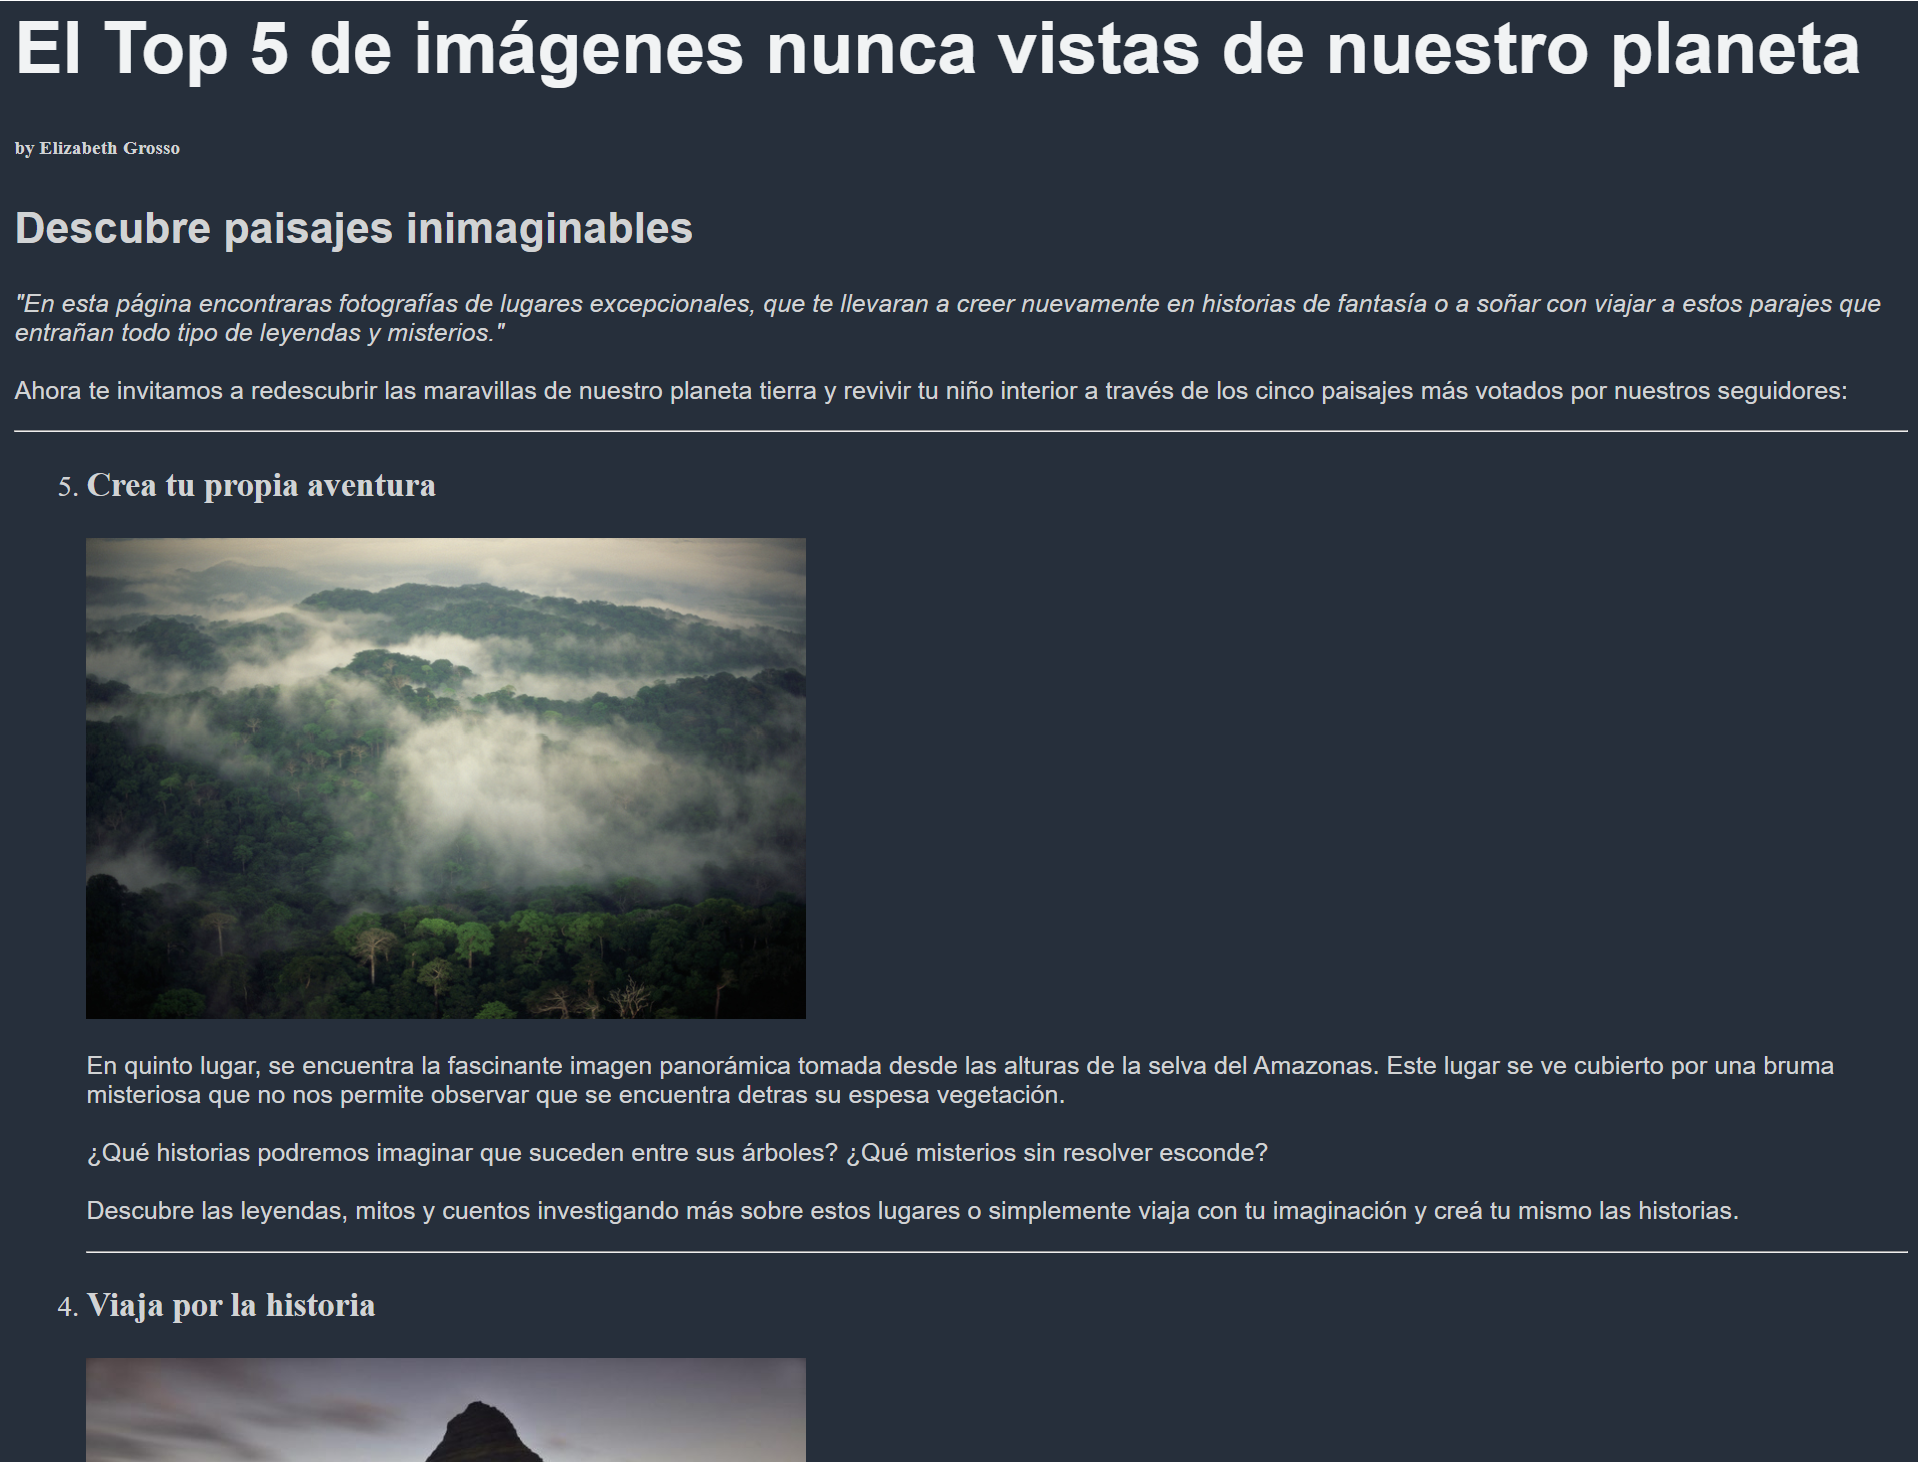 El Top 5 de imágenes nunca vistas de nuestro planeta
by Elizabeth Grosso
Descubre paisajes inimaginables
"En esta página encontraras fotografías de lugares excepcionales, que te llevaran a creer nuevamente en historias de fantasía o a soñar con viajar a estos parajes que
entrañan todo tipo de leyendas y misterios."
Ahora te invitamos a redescubrir las maravillas de nuestro planeta tierra y revivir tu niño interior a través de los cinco paisajes más votados por nuestros seguidores:
5. Crea tu propia aventura
En quinto lugar, se encuentra la fascinante imagen panorámica tomada desde las alturas de la selva del Amazonas. Este lugar se ve cubierto por una bruma
misteriosa que no nos permite observar que se encuentra detras su espesa vegetación.
¿Qué historias podremos imaginar que suceden entre sus árboles? ¿Qué misterios sin resolver esconde?
Descubre las leyendas, mitos y cuentos investigando más sobre estos lugares o simplemente viaja con tu imaginación y creá tu mismo las historias.
4. Viaja por la historia